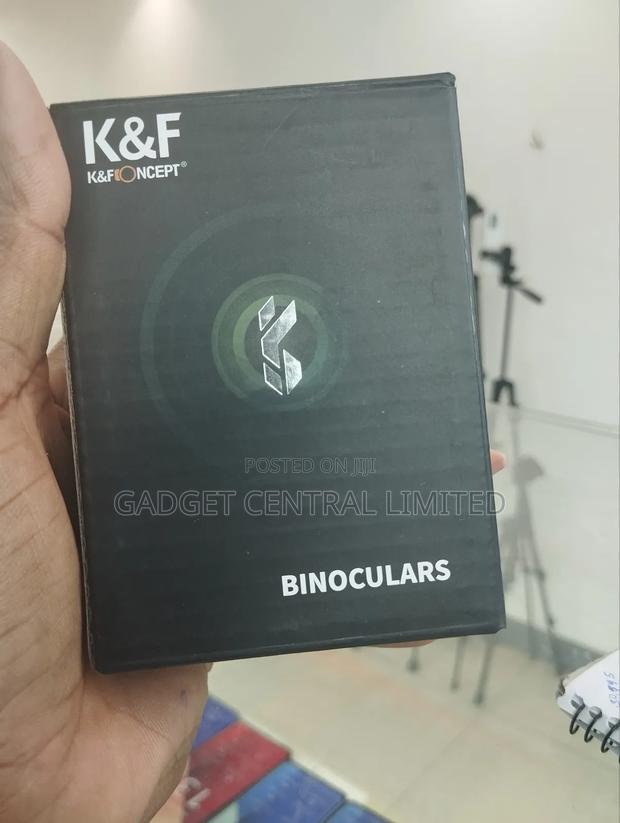 K&F
K&F CONCEPT®
POSTED ON JIJI
GADGET CENTRAL LIMITED
BINOCULARS